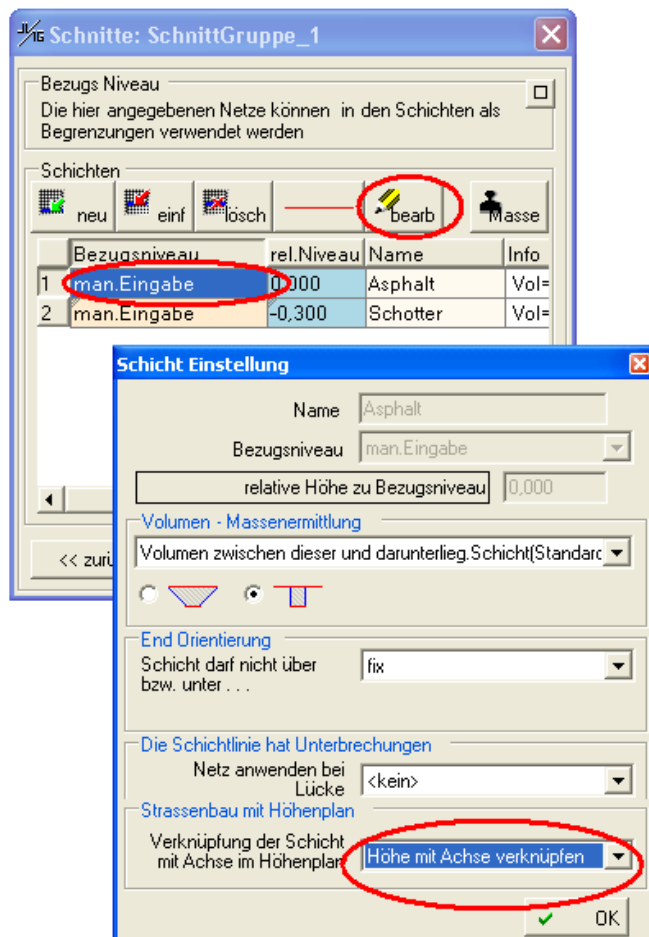 Schnitte: SchnittGruppe_1
Bezugs Niveau
Die hier angegebenen Netze können in den Schichten als
Begrenzungen verwendet werden
Schichten
neu einf lösch bearb Masse
Bezugsniveau rel.Niveau Name Info
1 man.Eingabe 0,000 Asphalt Vol=
2 man.Eingabe -0,300 Schotter Vol=
<< zurü
Schicht Einstellung
Name Asphalt
Bezugsniveau man.Eingabe
relative Höhe zu Bezugsniveau 0,000
Volumen - Massenermittlung
Volumen zwischen dieser und darunterlieg.Schicht(Standard
End Orientierung
Schicht darf nicht über
bzw. unter . . . fix
Die Schichtlinie hat Unterbrechungen
Netz anwenden bei
Lücke <kein>
Strassenbau mit Höhenplan
Verknüpfung der Schicht
mit Achse im Höhenplan Höhe mit Achse verknüpfen
OK